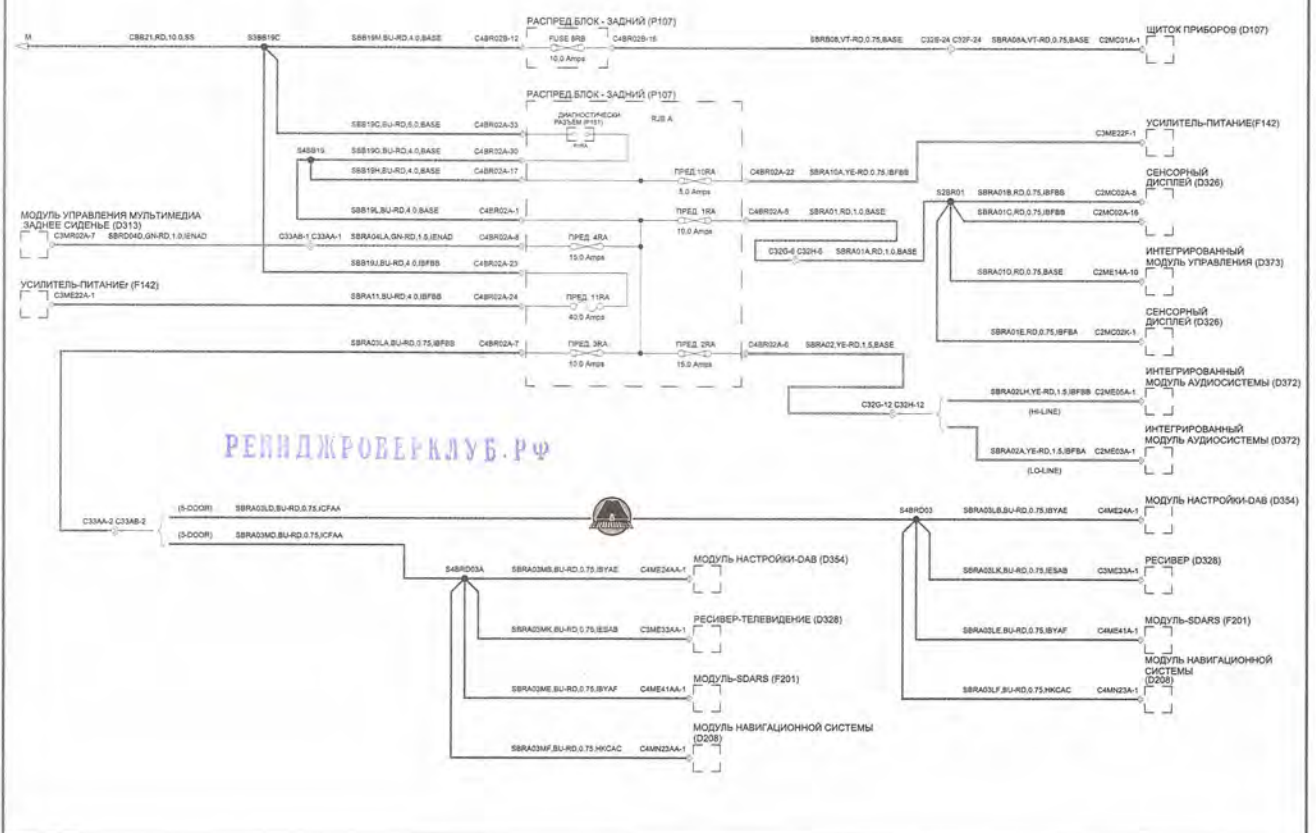 РАСПРЕД.БЛОК - ЗАДНИЙ (P107)
M CBB21,RD,10.0,SS S3BB19C SBB19M,BU-RD,4.0,BASE C4BR02B-12 FUSE 8RB C4BR02B-16 SBRB08,VT-RD,0.75,BASE C32E-24 C32F-24 SBRA08A,VT-RD,0.75,BASE C2MC01A-1 ЩИТОК ПРИБОРОВ (D107)
10.0 Amps
РАСПРЕД.БЛОК - ЗАДНИЙ (P107)
ДИАГНОСТИЧЕСКИ РАЗЪЕМ (P151) RJB A
SBB19C,BU-RD,6.0,BASE C4BR02A-33
S4BB19 SBB19G,BU-RD,4.0,BASE C4BR02A-30
SBB19H,BU-RD,4.0,BASE C4BR02A-17 ПРЕД.10RA C4BR02A-22 SBRA10A,YE-RD,0.75,IBFBB C3ME22F-1 УСИЛИТЕЛЬ-ПИТАНИЕ(F142)
5.0 Amps
SBB19L,BU-RD,4.0,BASE C4BR02A-1 ПРЕД. 1RA C4BR02A-5 SBRA01,RD,1.0,BASE
10.0 Amps
C32G-6 C32H-6 SBRA01A,RD,1.0,BASE
S2BR01 SBRA01B,RD,0.75,IBFBB C2MC02A-8 СЕНСОРНЫЙ
ДИСПЛЕЙ (D326)
SBRA01C,RD,0.75,IBFBB C2MC02A-16
SBRA01D,RD,0.75,BASE C2ME14A-10 ИНТЕГРИРОВАННЫЙ
МОДУЛЬ УПРАВЛЕНИЯ (D373)
SBRA01E,RD,0.75,IBFBA C2MC02K-1 СЕНСОРНЫЙ
ДИСПЛЕЙ (D326)
МОДУЛЬ УПРАВЛЕНИЯ МУЛЬТИМЕДИА
ЗАДНЕЕ СИДЕНЬЕ (D313)
C3MR02A-7 SBRD04D,GN-RD,1.0,IENAD C33AB-1 C33AA-1 SBRA04LA,GN-RD,1.5,IENAD C4BR02A-8 ПРЕД. 4RA
15.0 Amps
SBB19J,BU-RD,4.0,IBFBB C4BR02A-23
УСИЛИТЕЛЬ-ПИТАНИЕг (F142)
C3ME22A-1 SBRA11,BU-RD,4.0,IBFBB C4BR02A-24 ПРЕД. 11RA
40.0 Amps
SBRA03LA,BU-RD,0.75,IBFBB C4BR02A-7 ПРЕД. 3RA ПРЕД. 2RA C4BR02A-6 SBRA02,YE-RD,1.5,BASE
10.0 Amps 15.0 Amps
C32G-12 C32H-12
SBRA02LH,YE-RD,1.5,IBFBB C2ME05A-1 ИНТЕГРИРОВАННЫЙ
МОДУЛЬ АУДИОСИСТЕМЫ (D372)
(HI-LINE)
SBRA02A,YE-RD,1.5,IBFBA C2ME03A-1 ИНТЕГРИРОВАННЫЙ
МОДУЛЬ АУДИОСИСТЕМЫ (D372)
(LO-LINE)
РЕНИДЖРОВЕРКЛУБ.РФ
C33AA-2 C33AB-2
(5-DOOR) SBRA03LD,BU-RD,0.75,ICFAA
(3-DOOR) SBRA03MD,BU-RD,0.75,ICFAA
S4BRD03 SBRA03LB,BU-RD,0.75,IBYAE C4ME24A-1 МОДУЛЬ НАСТРОЙКИ-DAB (D354)
SBRA03LK,BU-RD,0.75,IESAB C3ME33A-1 РЕСИВЕР (D328)
SBRA03LE,BU-RD,0.75,IBYAF C4ME41A-1 МОДУЛЬ-SDARS (F201)
SBRA03LF,BU-RD,0.75,HKCAC C4MN23A-1 МОДУЛЬ НАВИГАЦИОННОЙ
СИСТЕМЫ
(D208)
S4BRD03A SBRA03MB,BU-RD,0.75,IBYAE C4ME24AA-1 МОДУЛЬ НАСТРОЙКИ-DAB (D354)
SBRA03MK,BU-RD,0.75,IESAB C3ME33AA-1 РЕСИВЕР-ТЕЛЕВИДЕНИЕ (D328)
SBRA03ME,BU-RD,0.75,IBYAF C4ME41AA-1 МОДУЛЬ-SDARS (F201)
SBRA03MF,BU-RD,0.75,HKCAC C4MN23AA-1 МОДУЛЬ НАВИГАЦИОННОЙ СИСТЕМЫ
(D208)